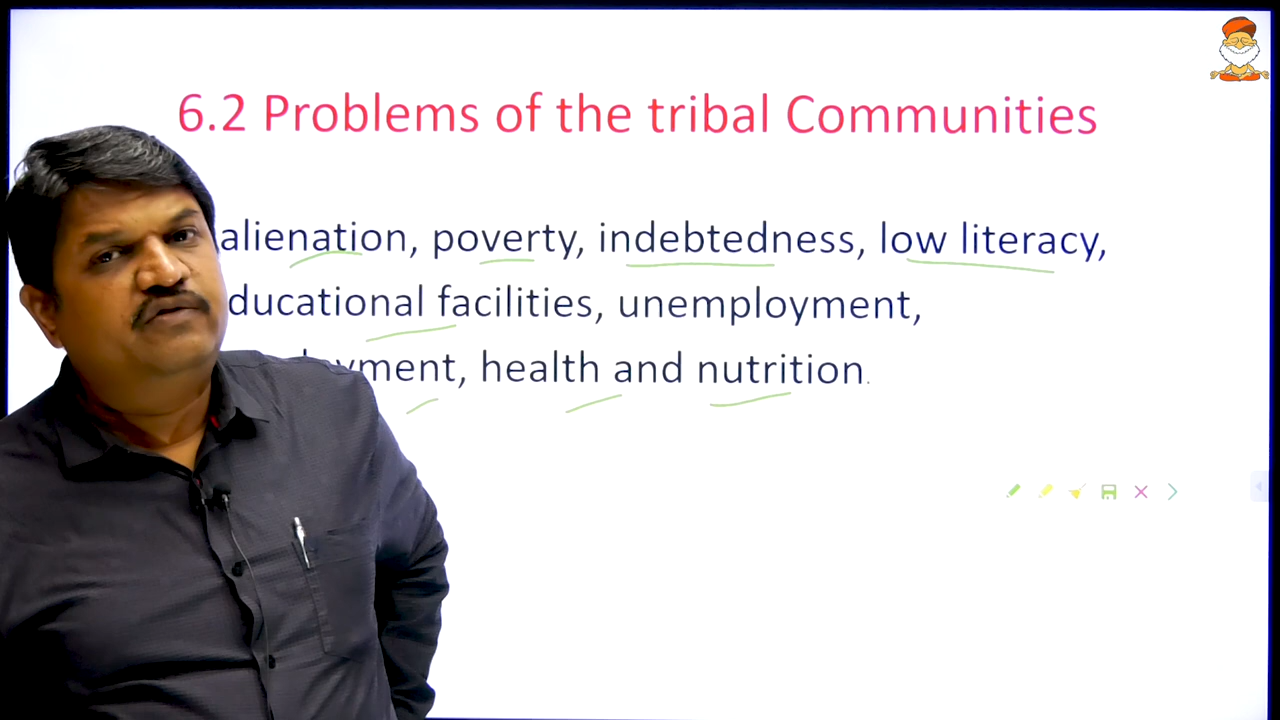 6.2 Problems of the tribal Communities
alienation, poverty, indebtedness, low literacy,
ducational facilities, unemployment,
yment, health and nutrition.